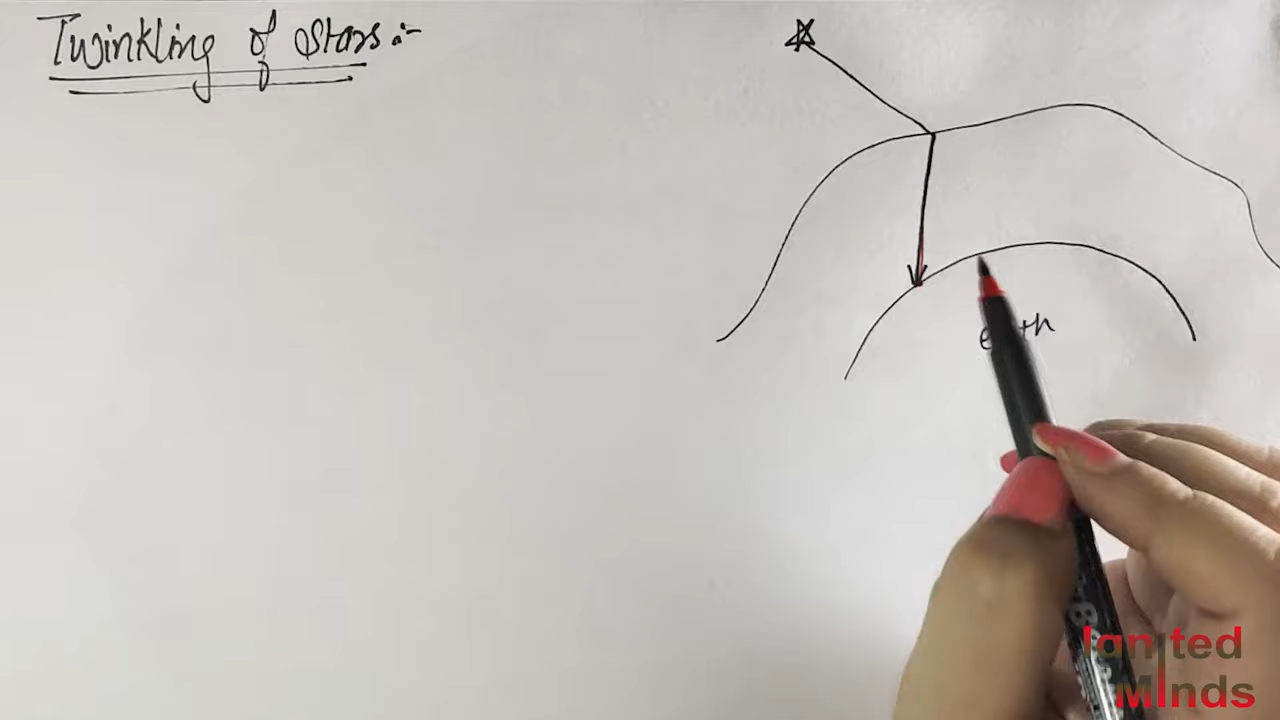 Twinkling of stars :-
Ignited
Minds